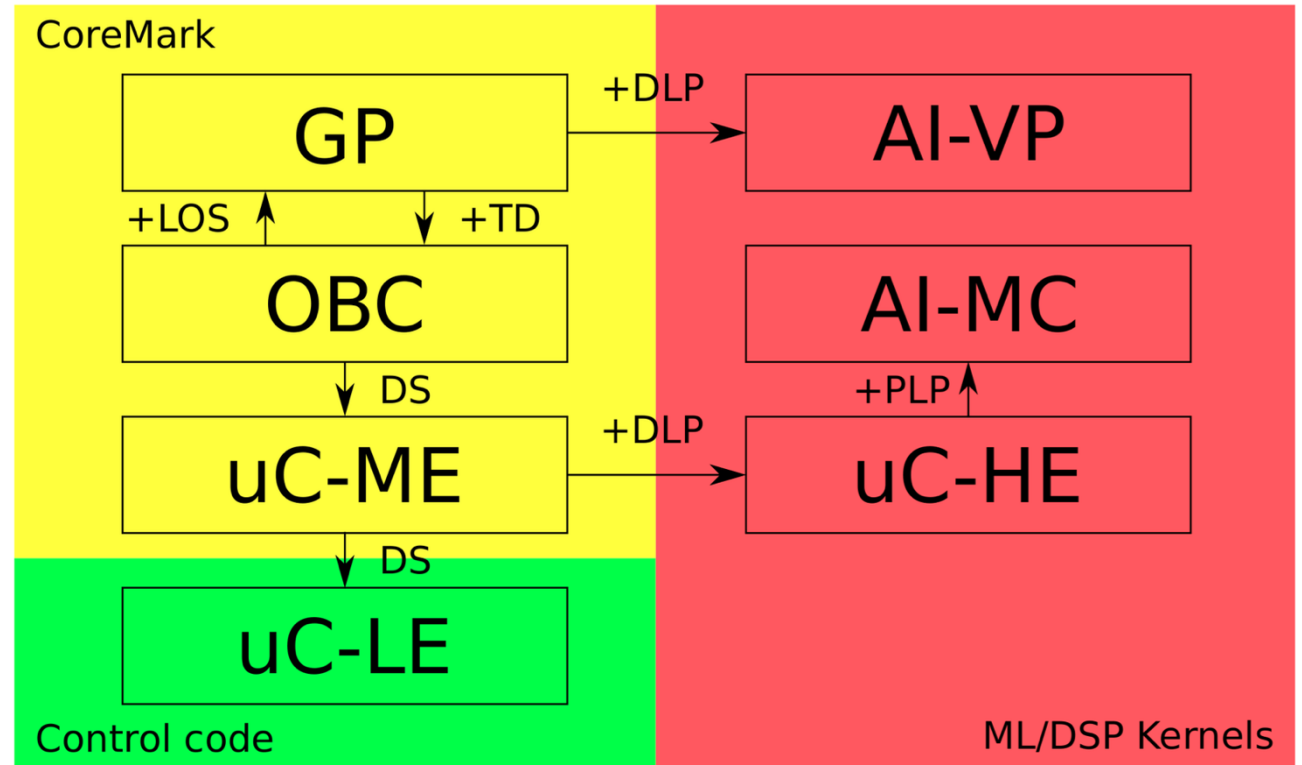 CoreMark
+DLP
GP
AI-VP
+LOS
+TD
OBC
AI-MC
DS
+PLP
+DLP
uC-ME
uC-HE
DS
uC-LE
Control code
ML/DSP Kernels